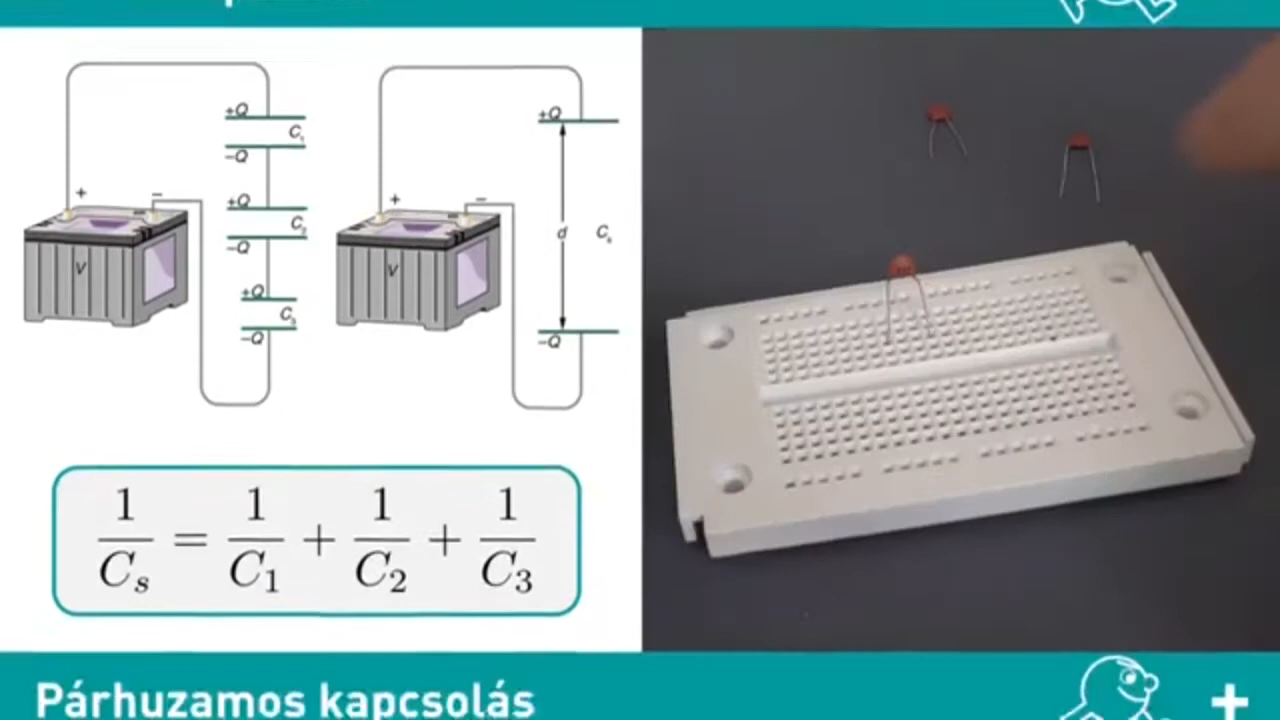 +Q
C₁
−Q
+ − +Q
C₂
V −Q
+Q
C₃
−Q
+Q
+ −
d Cₛ
V
−Q
1/Cₛ = 1/C₁ + 1/C₂ + 1/C₃
Párhuzamos kapcsolás +